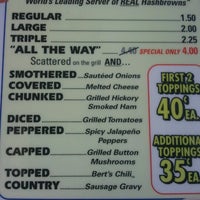 World's Leading Server of REAL Hashbrowns"
REGULAR 1.50
LARGE 2.00
TRIPLE 2.25
"ALL THE WAY" SPECIAL ONLY 4.00
Scattered on the grill AND...
SMOTHERED Sautéed Onions
COVERED Melted Cheese
CHUNKED Grilled Hickory
Smoked Ham
DICED Grilled Tomatoes
PEPPERED Spicy Jalapeño
Peppers
CAPPED Grilled Button
Mushrooms
TOPPED Bert's Chili
COUNTRY Sausage Gravy
FIRST 2
TOPPINGS
40¢
EA.
ADDITIONAL
TOPPINGS
35¢
EA.